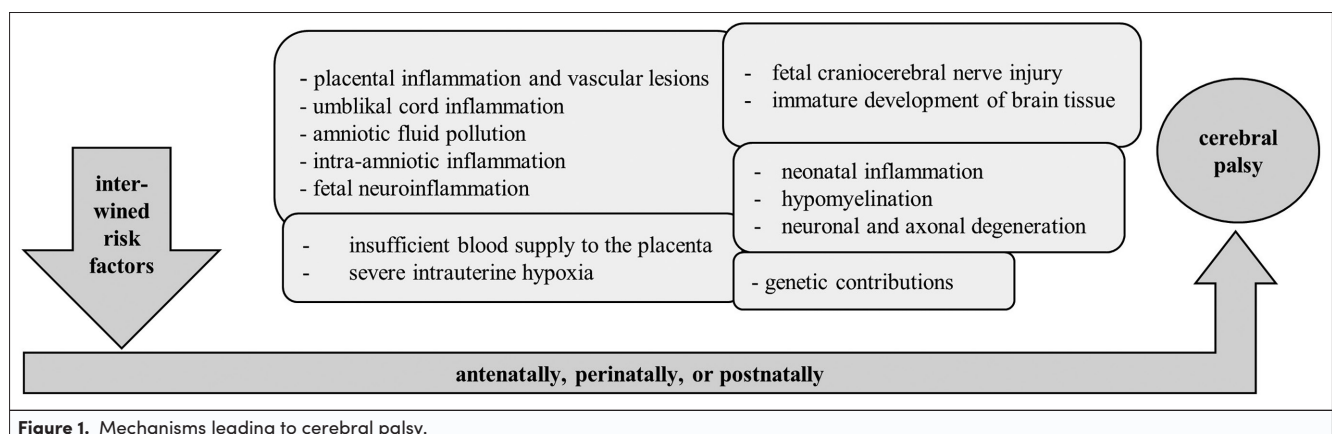 inter-
wined
risk
factors
- placental inflammation and vascular lesions
- umblikal cord inflammation
- amniotic fluid pollution
- intra-amniotic inflammation
- fetal neuroinflammation
- insufficient blood supply to the placenta
- severe intrauterine hypoxia
- fetal craniocerebral nerve injury
- immature development of brain tissue
- neonatal inflammation
- hypomyelination
- neuronal and axonal degeneration
- genetic contributions
cerebral
palsy
antenatally, perinatally, or postnatally
Figure 1. Mechanisms leading to cerebral palsy.